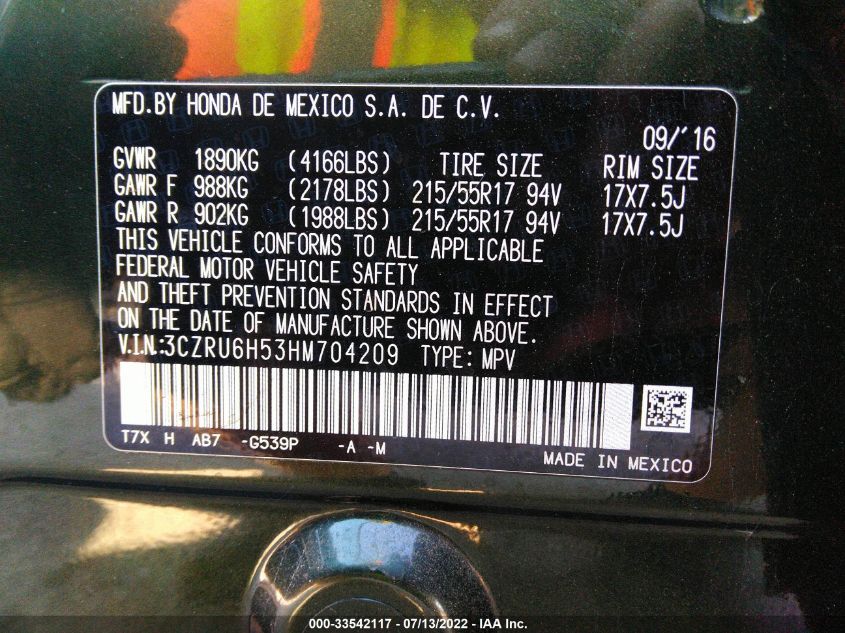 MFD.BY HONDA DE MEXICO S.A. DE C.V.
09/'16
GVWR 1890KG (4166LBS) TIRE SIZE RIM SIZE
GAWR F 988KG (2178LBS) 215/55R17 94V 17X7.5J
GAWR R 902KG (1988LBS) 215/55R17 94V 17X7.5J
THIS VEHICLE CONFORMS TO ALL APPLICABLE
FEDERAL MOTOR VEHICLE SAFETY
AND THEFT PREVENTION STANDARDS IN EFFECT
ON THE DATE OF MANUFACTURE SHOWN ABOVE.
V.I.N.:3CZRU6H53HM704209 TYPE: MPV
T7X H AB7 -G539P -A -M
MADE IN MEXICO
000-33542117 - 07/13/2022 - IAA Inc.